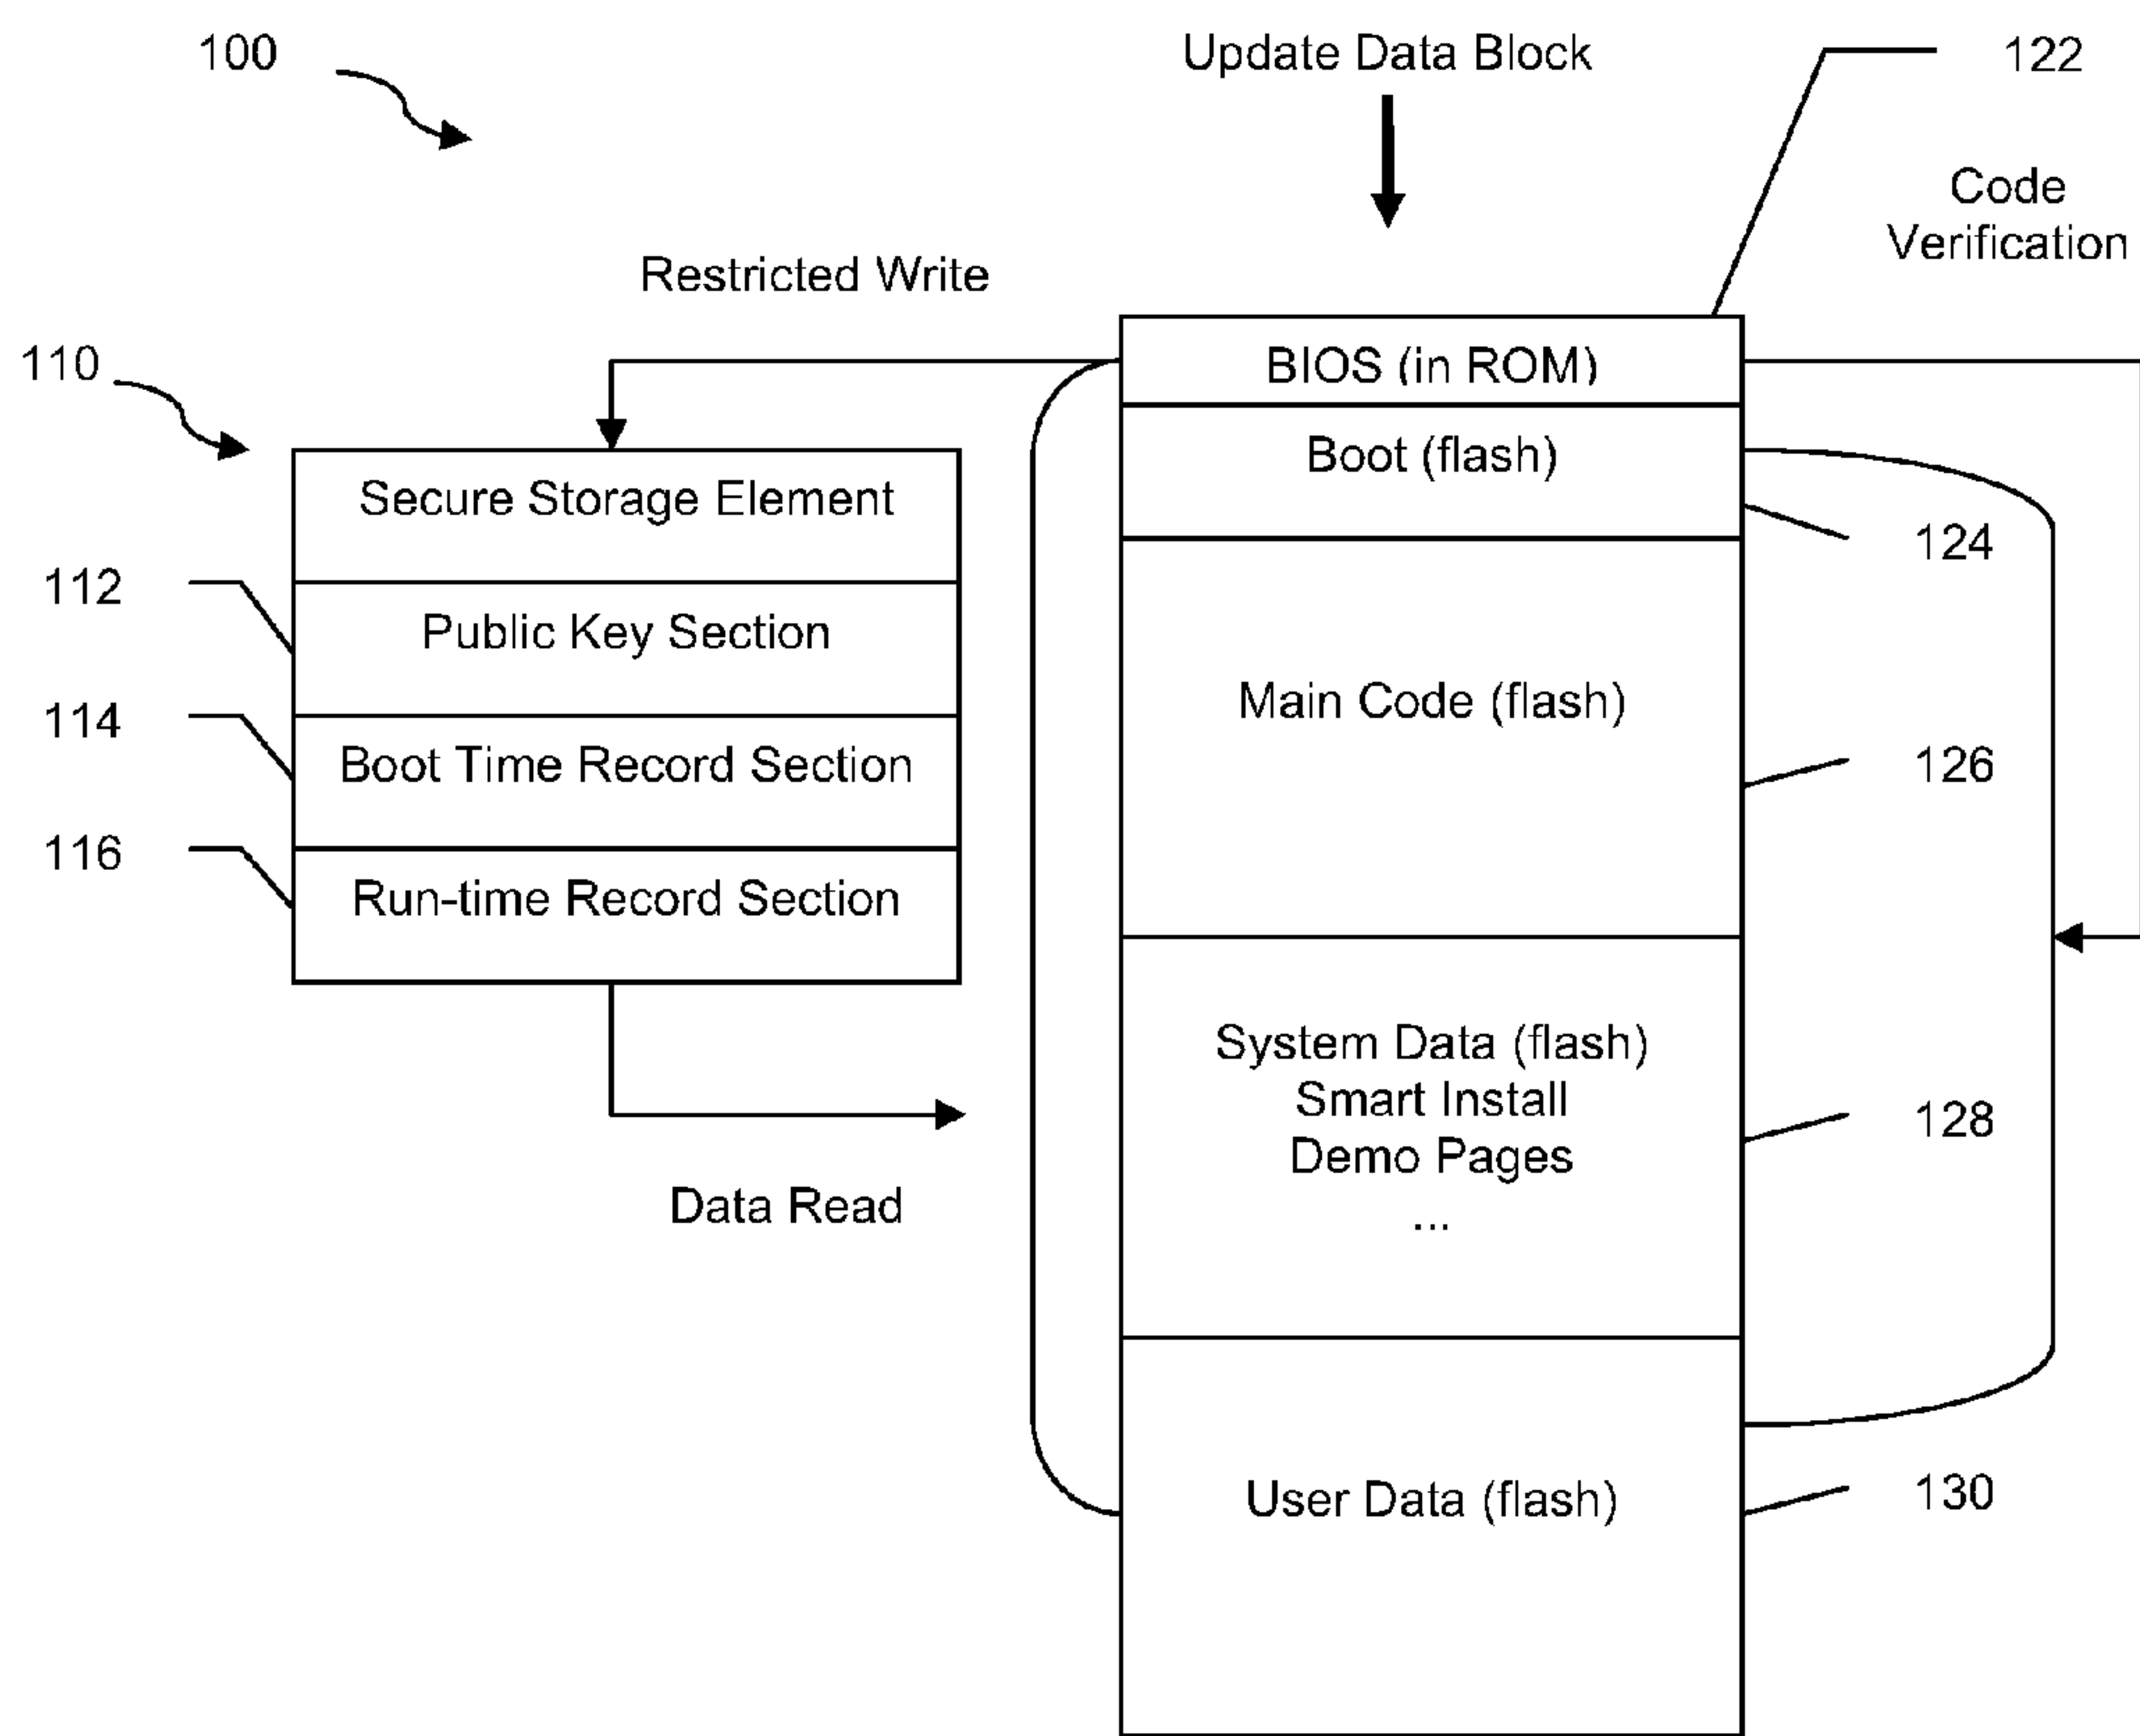 100
Update Data Block
122
Code
Verification
Restricted Write
110
BIOS (in ROM)
Boot (flash)
Secure Storage Element
124
112
Public Key Section
Main Code (flash)
114
Boot Time Record Section
126
116
Run-time Record Section
System Data (flash)
Smart Install
Demo Pages
...
128
Data Read
User Data (flash)
130